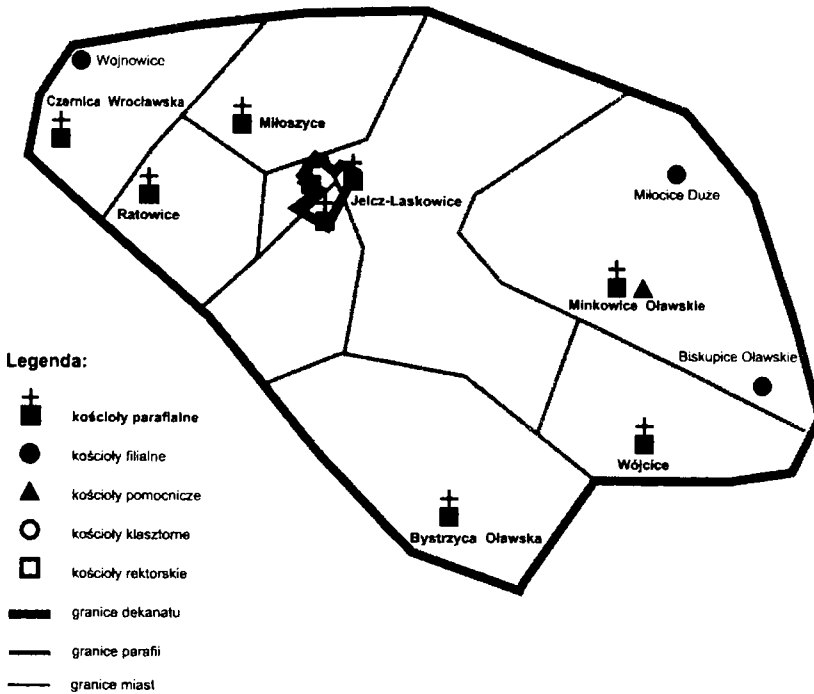 Wojnowice
Czernica Wrocławska
Miłoszyce
Ratowice
Jelcz-Laskowice
Miłocice Duże
Minkowice Oławskie
Biskupice Oławskie
Wójcice
Bystrzyca Oławska
Legenda:
kościoły parafialne
kościoły filialne
kościoły pomocnicze
kościoły klasztorne
kościoły rektorskie
granice dekanatu
granice parafii
granice miast